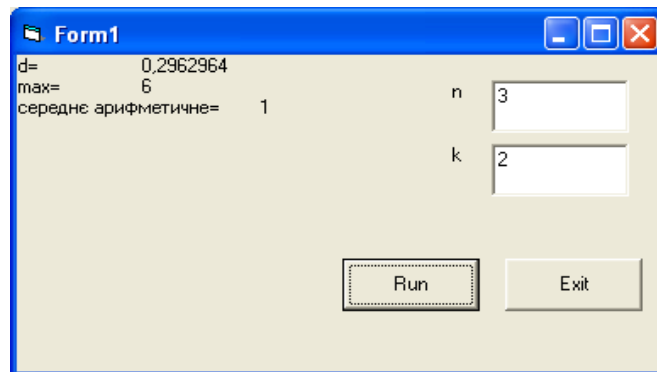 Form1
d= 0,2962964
max= 6
середнє арифметичне= 1
n 3
k 2
Run Exit